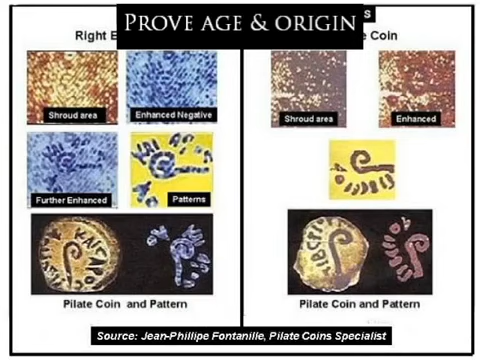 PROVE AGE & ORIGIN
Right
Coin
Shroud area
Enhanced Negative
Further Enhanced
Patterns
Pilate Coin and Pattern
Shroud area
Enhanced
Pilate Coin and Pattern
Source: Jean-Phillipe Fontanille, Pilate Coins Specialist